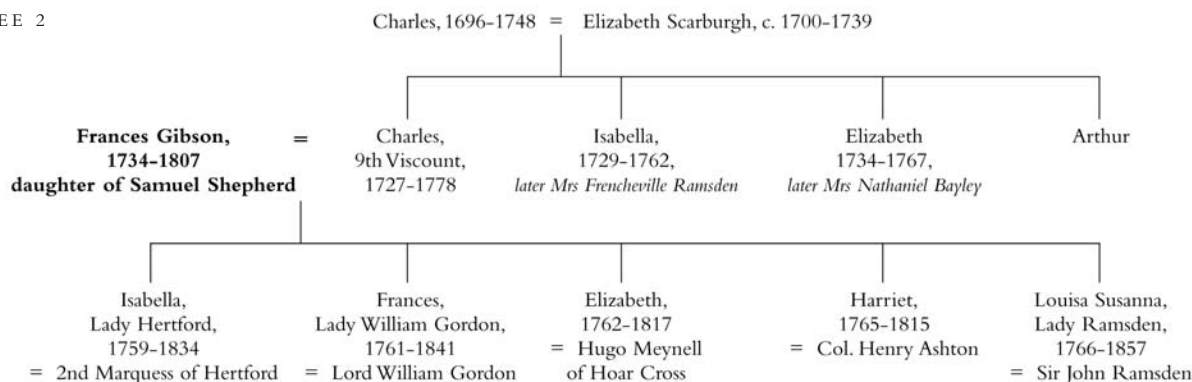 EE 2
Charles, 1696-1748 = Elizabeth Scarburgh, c. 1700-1739
Frances Gibson,
1734-1807
daughter of Samuel Shepherd
=
Charles,
9th Viscount,
1727-1778
Isabella,
1729-1762,
later Mrs Frencheville Ramsden
Elizabeth
1734-1767,
later Mrs Nathaniel Bayley
Arthur
Isabella,
Lady Hertford,
1759-1834
= 2nd Marquess of Hertford
Frances,
Lady William Gordon,
1761-1841
= Lord William Gordon
Elizabeth,
1762-1817
= Hugo Meynell
of Hoar Cross
Harriet,
1765-1815
= Col. Henry Ashton
Louisa Susanna,
Lady Ramsden,
1766-1857
= Sir John Ramsden